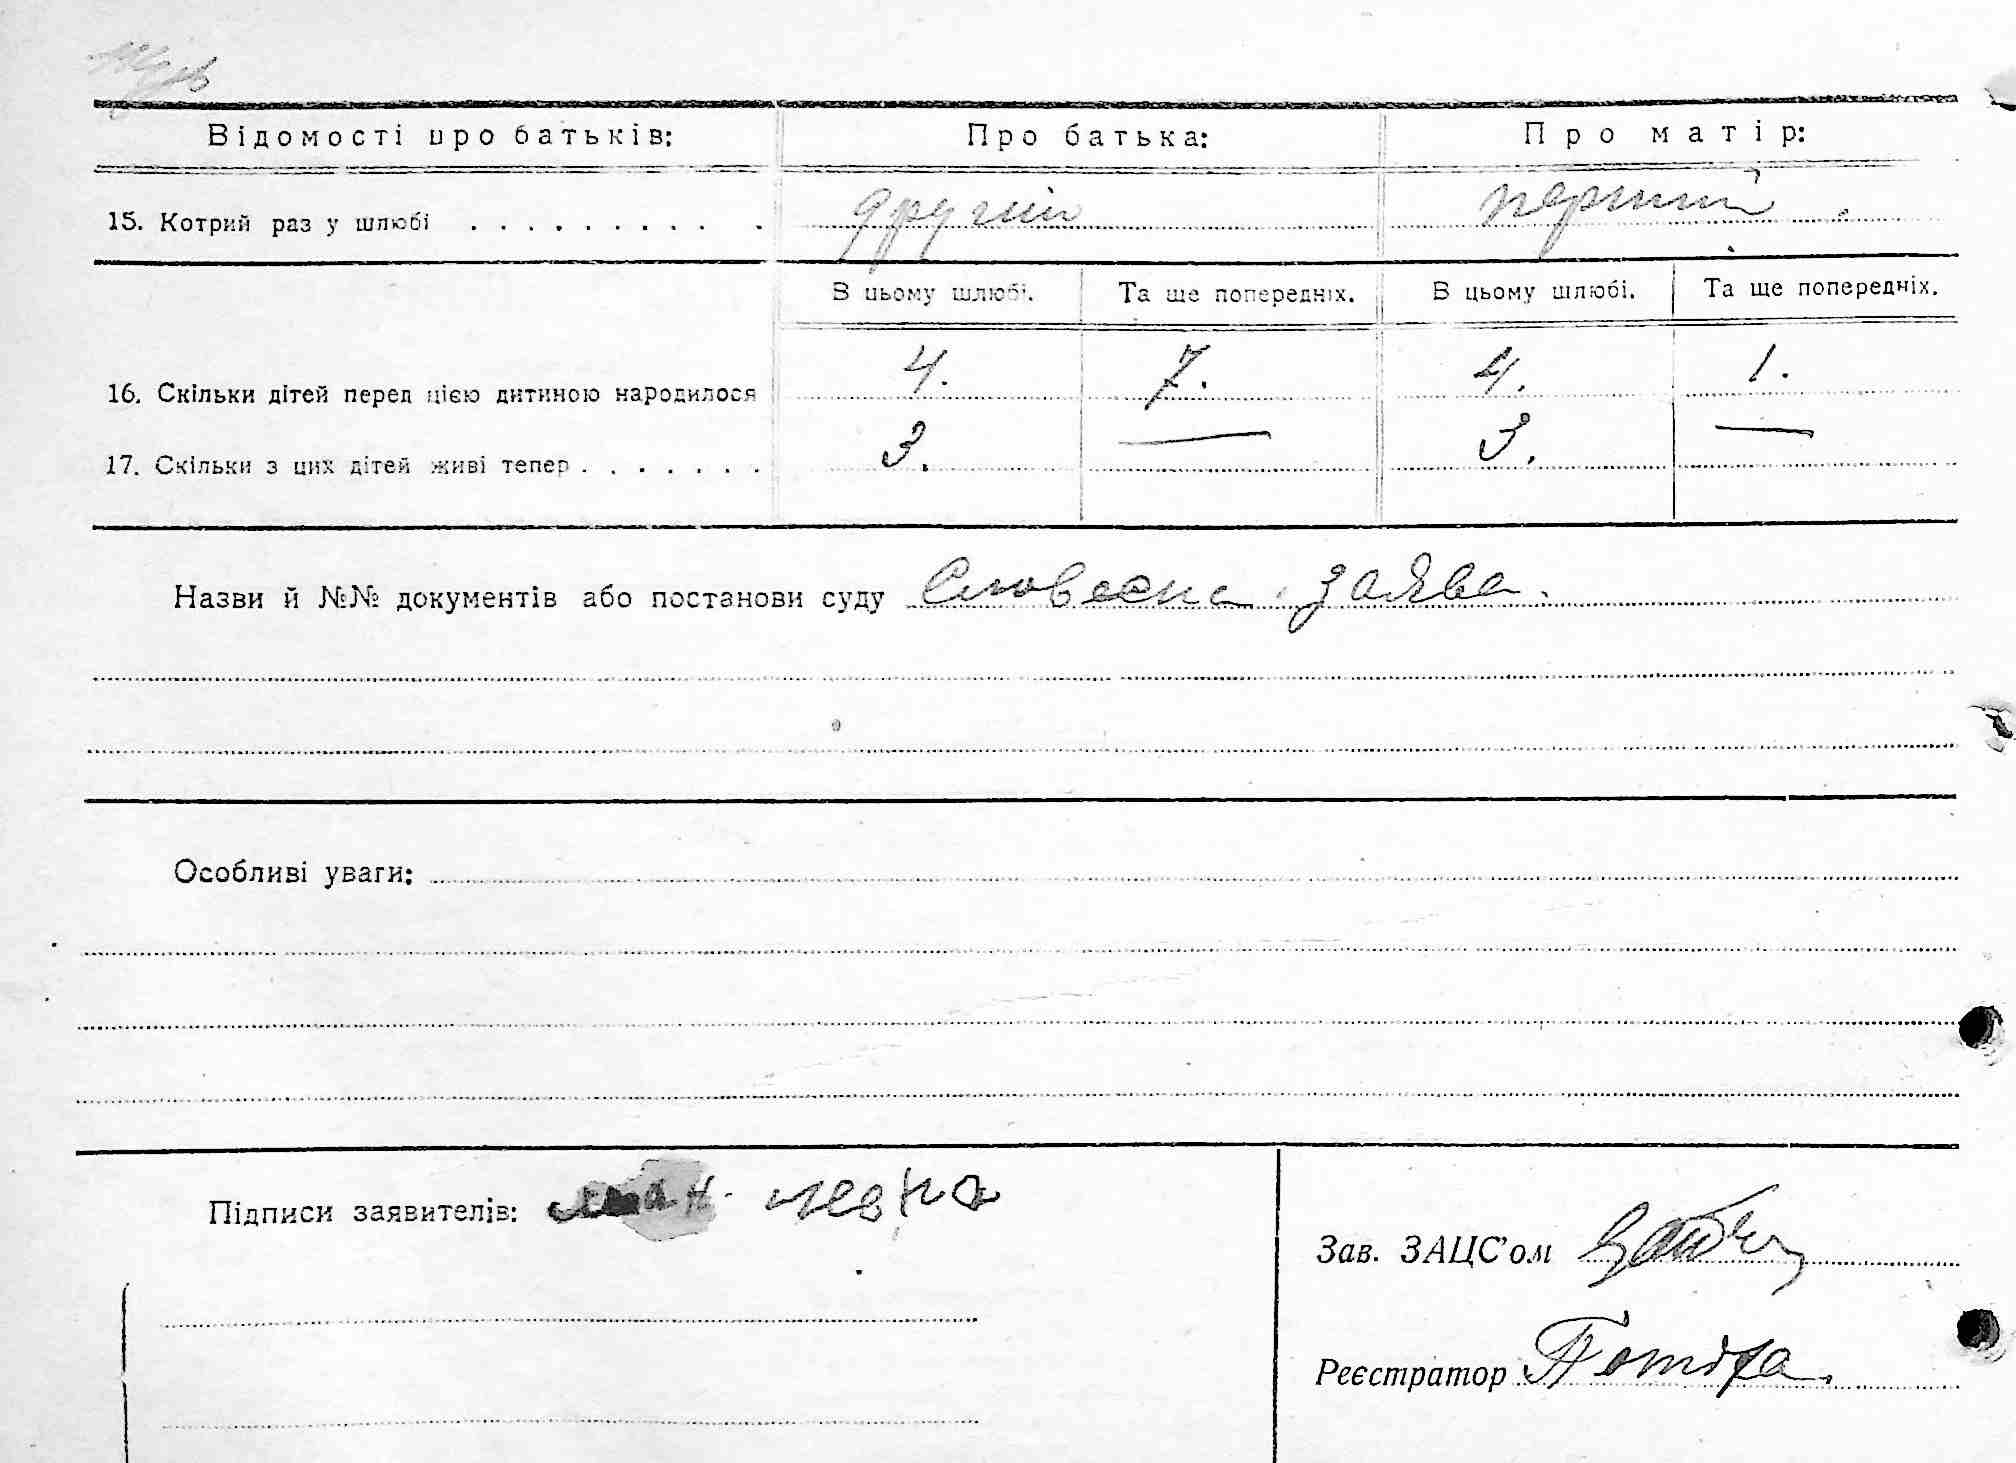 Відомості про батьків: Про батька: Про матір:
15. Котрий раз у шлюбі . . . . . . . . . . . другий перший
В цьому шлюбі. Та ще попередніх. В цьому шлюбі. Та ще попередніх.
16. Скільки дітей перед цією дитиною народилося 4. 7. 4. 1.
17. Скільки з цих дітей живі тепер . . . . . . . 3. — 3. —
Назви й №№ документів або постанови суду Словесна заява.
Особливі уваги:
Підписи заявителів:
Зав. ЗАЦС'ом
Реєстратор